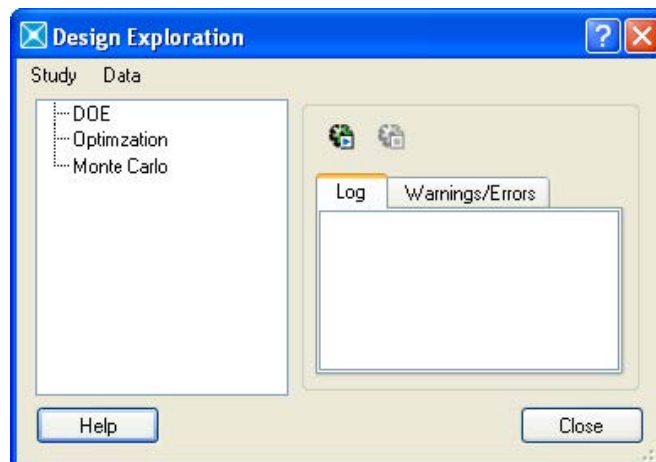 Design Exploration
Study Data
DOE
Optimzation
Monte Carlo
Log Warnings/Errors
Help Close